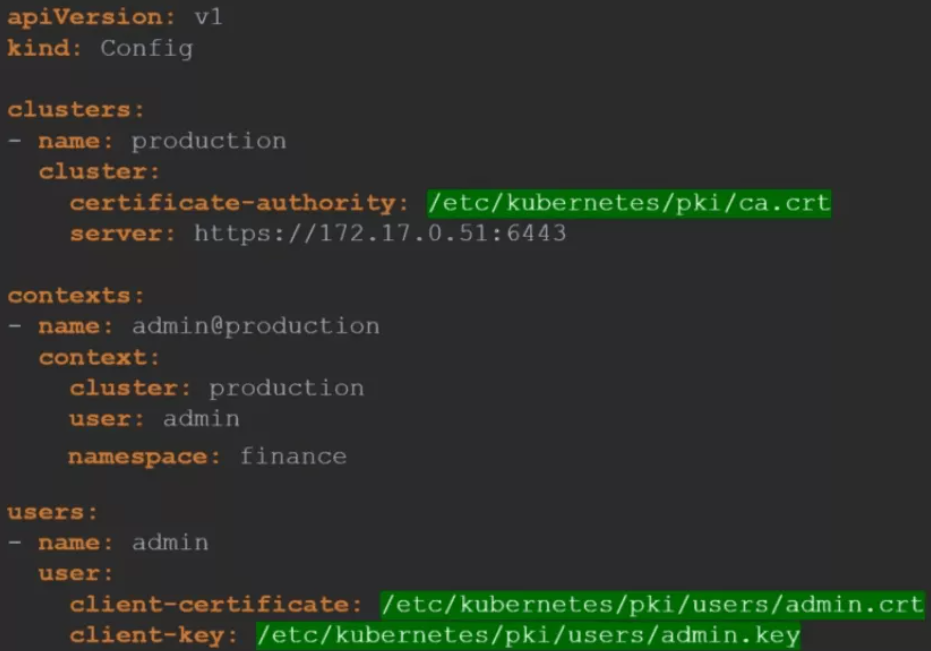 apiVersion: v1
kind: Config
clusters:
- name: production
  cluster:
    certificate-authority: /etc/kubernetes/pki/ca.crt
    server: https://172.17.0.51:6443
contexts:
- name: admin@production
  context:
    cluster: production
    user: admin
    namespace: finance
users:
- name: admin
  user:
    client-certificate: /etc/kubernetes/pki/users/admin.crt
    client-key: /etc/kubernetes/pki/users/admin.key